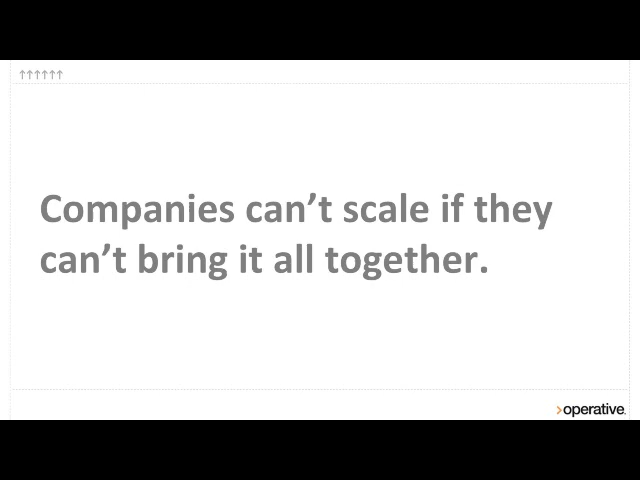 ↑↑↑↑↑↑
Companies can’t scale if they
can’t bring it all together.
>operative.